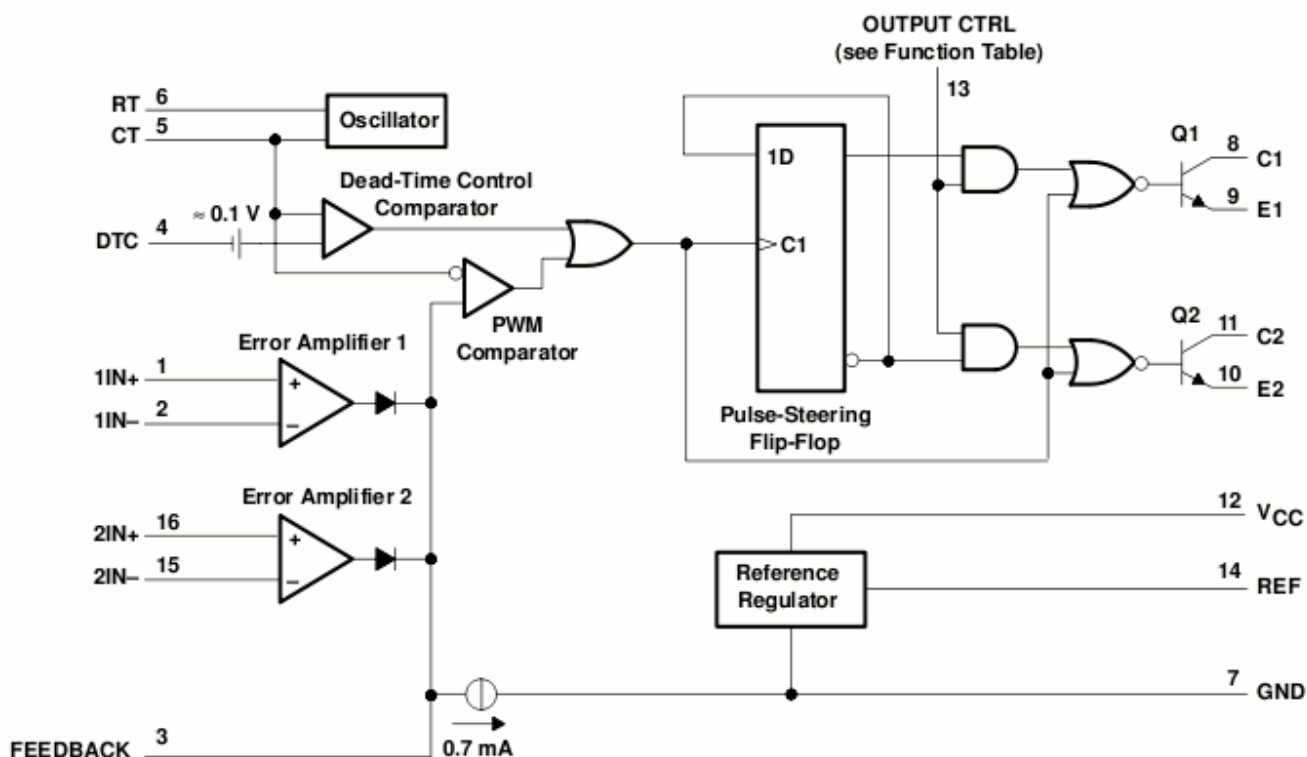 OUTPUT CTRL
(see Function Table)
13
RT 6
CT 5
Oscillator
Dead-Time Control
Comparator
≈ 0.1 V
DTC 4
1D
C1
Q1
8 C1
9 E1
PWM
Comparator
Error Amplifier 1
1IN+ 1
1IN– 2
Q2
11 C2
10 E2
Pulse-Steering
Flip-Flop
Error Amplifier 2
2IN+ 16
2IN– 15
12 VCC
Reference
Regulator
14 REF
7 GND
0.7 mA
FEEDBACK 3